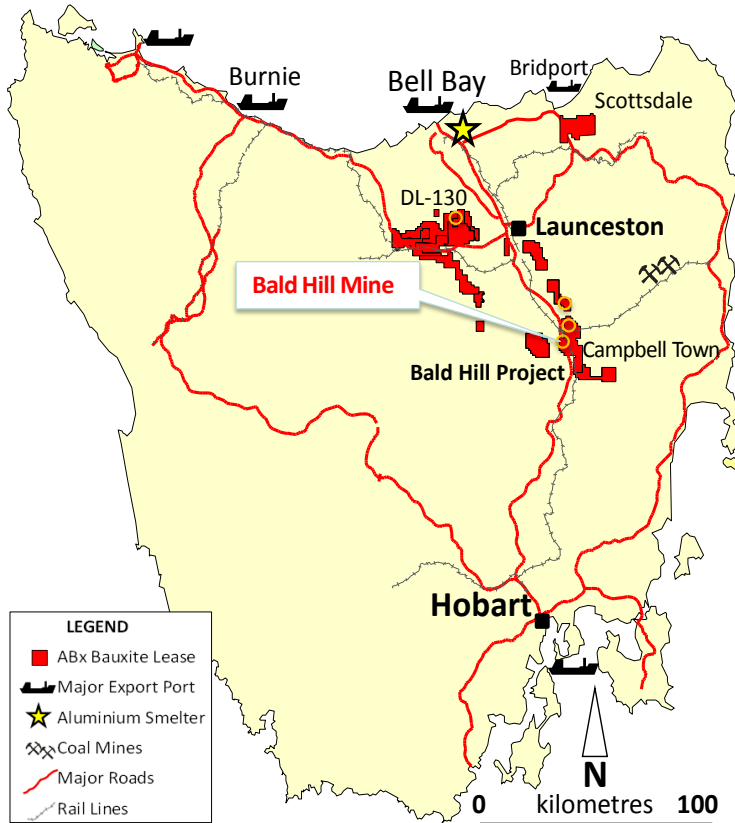 Burnie
Bell Bay
Bridport
Scottsdale
DL-130
Launceston
Bald Hill Mine
Campbell Town
Bald Hill Project
Hobart
LEGEND
ABx Bauxite Lease
Major Export Port
Aluminium Smelter
Coal Mines
Major Roads
Rail Lines
N
0 kilometres 100